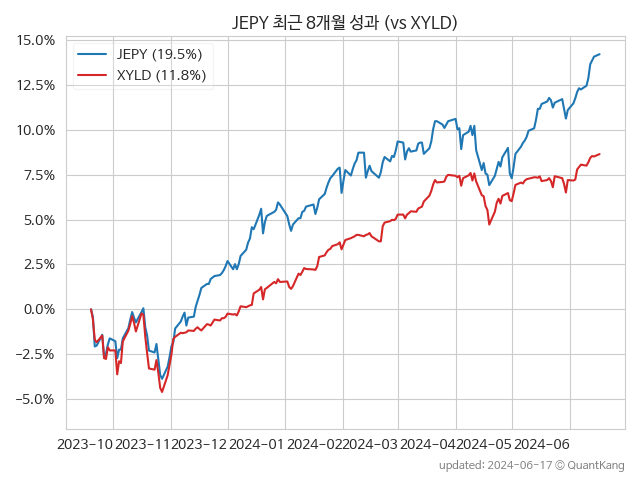 JEPY 최근 8개월 성과 (vs XYLD)
15.0%
12.5%
10.0%
7.5%
5.0%
2.5%
0.0%
−2.5%
−5.0%
JEPY (19.5%)
XYLD (11.8%)
2023-10 2023-11 2023-12 2024-01 2024-02 2024-03 2024-04 2024-05 2024-06
updated: 2024-06-17 © QuantKang